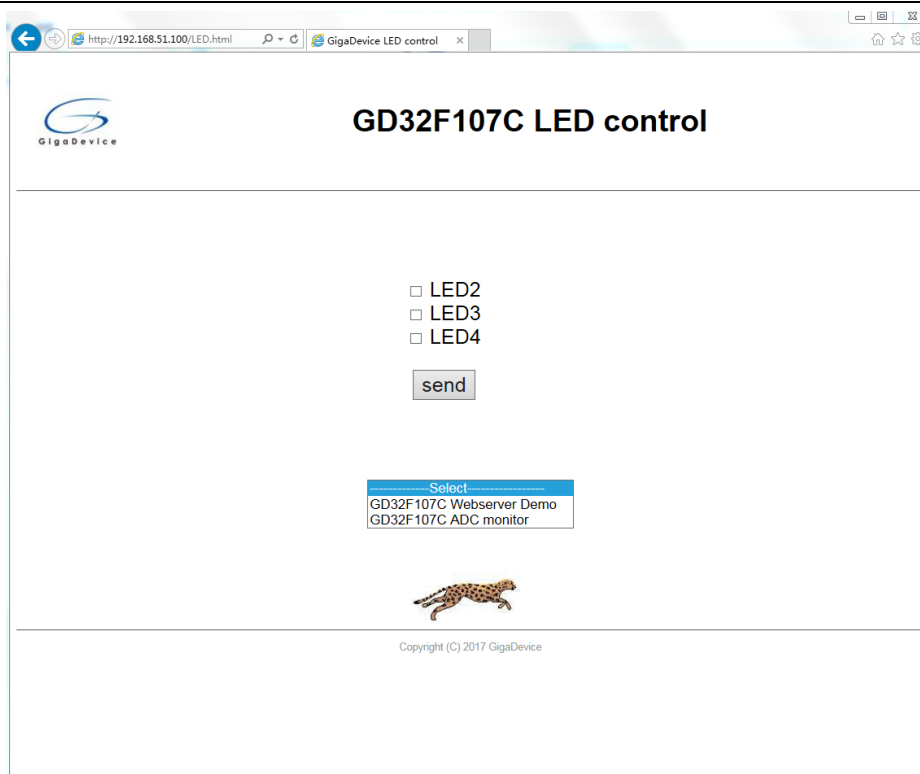 http://192.168.51.100/LED.html
GigaDevice LED control
GigaDevice
GD32F107C LED control
LED2
LED3
LED4
send
-------------Select-----------------
GD32F107C Webserver Demo
GD32F107C ADC monitor
Copyright (C) 2017 GigaDevice